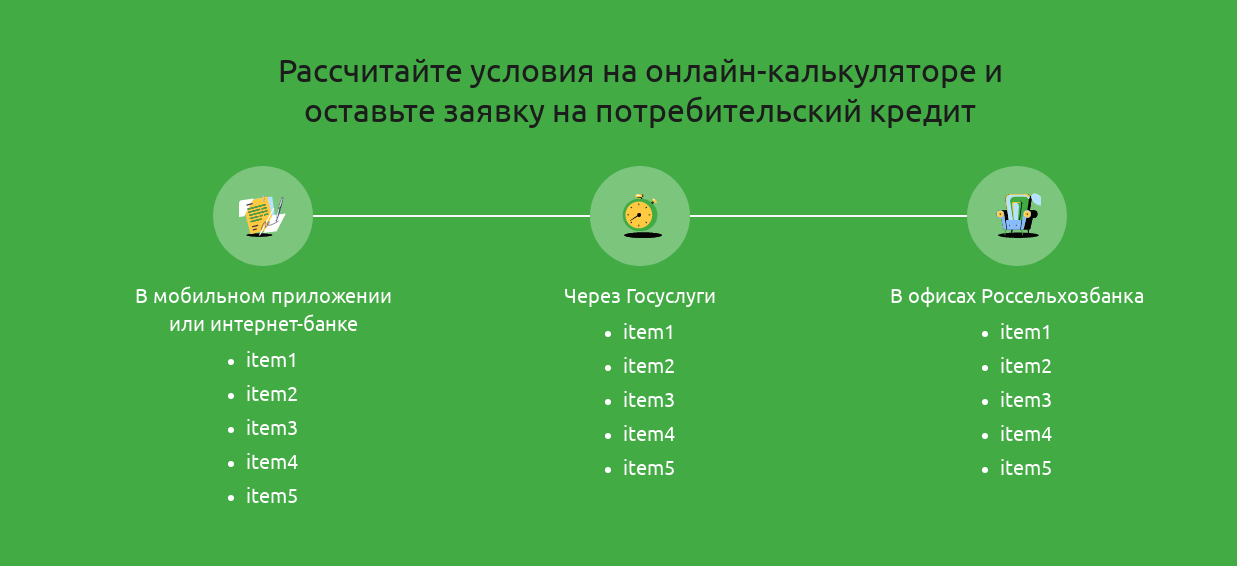 Рассчитайте условия на онлайн-калькуляторе и
оставьте заявку на потребительский кредит
В мобильном приложении
или интернет-банке
• item1
• item2
• item3
• item4
• item5
Через Госуслуги
• item1
• item2
• item3
• item4
• item5
В офисах Россельхозбанка
• item1
• item2
• item3
• item4
• item5